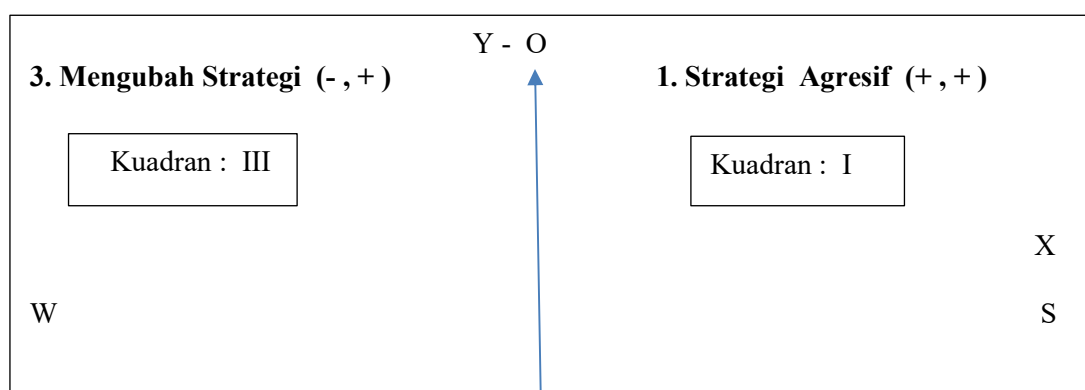 Y - O
3. Mengubah Strategi (- , + )
1. Strategi Agresif (+ , + )
Kuadran : III
Kuadran : I
X
W
S